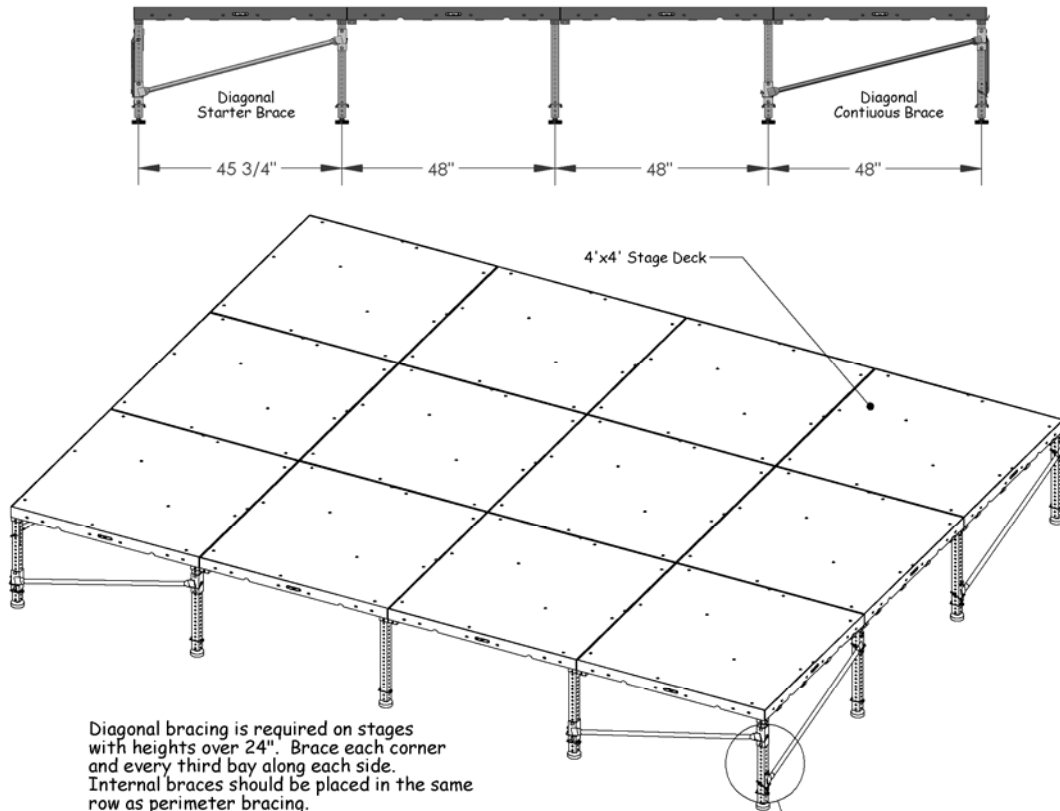 Diagonal
Starter Brace
Diagonal
Contiuous Brace
45 3/4"
48"
48"
48"
4'x4' Stage Deck
Diagonal bracing is required on stages
with heights over 24". Brace each corner
and every third bay along each side.
Internal braces should be placed in the same
row as perimeter bracing.